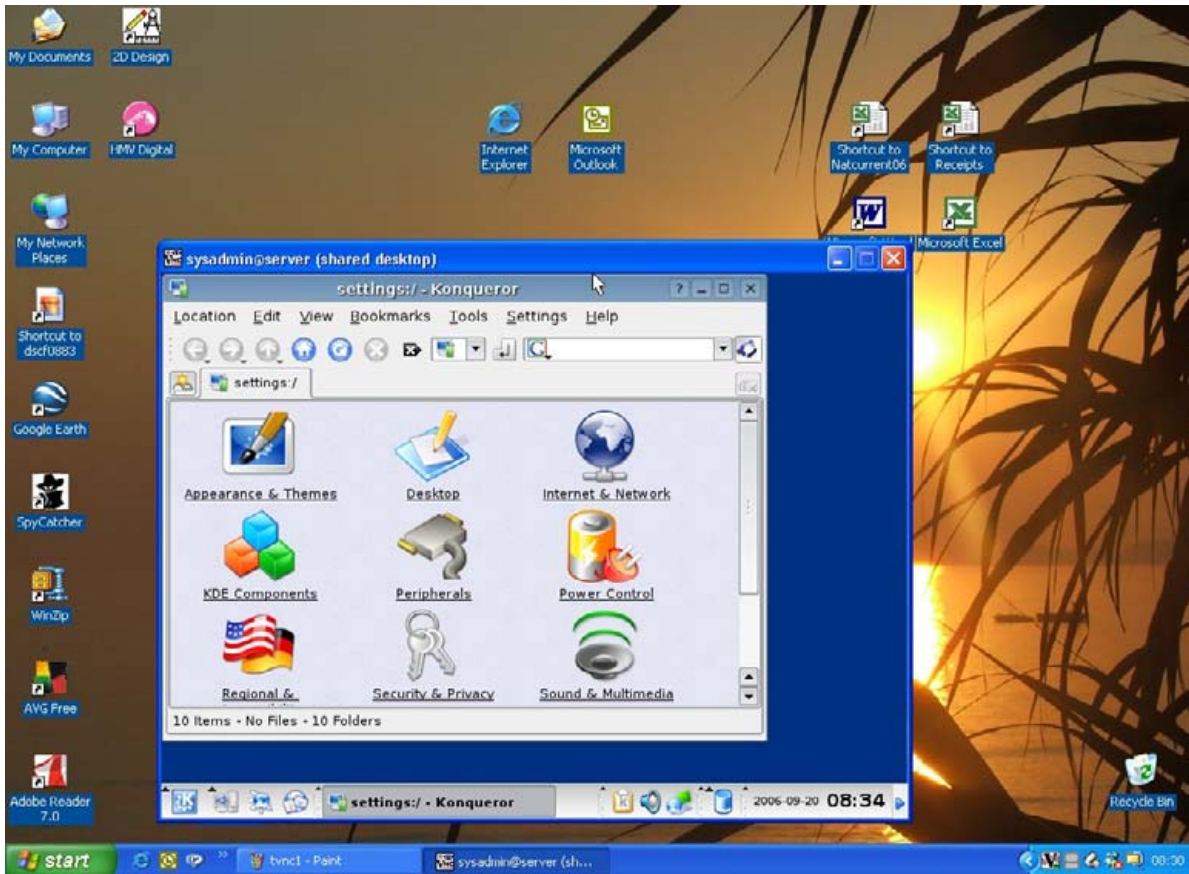 My Documents
2D Design
My Computer
HMV Digital
Internet
Explorer
Microsoft
Outlook
Shortcut to
Natcurrent06
Shortcut to
Receipts
My Network
Places
Microsoft Excel
sysadmin@server (shared desktop)
settings:/ - Konqueror
Location Edit View Bookmarks Tools Settings Help
settings:/
Shortcut to
dscf0883
Google Earth
SpyCatcher
WinZip
AVG Free
Adobe Reader
7.0
Appearance & Themes
Desktop
Internet & Network
KDE Components
Peripherals
Power Control
Regional &
Security & Privacy
Sound & Multimedia
10 Items - No Files - 10 Folders
settings:/ - Konqueror
2006-09-20 08:34
Recycle Bin
start
tvnc1 - Paint
sysadmin@server (sh...
00:30